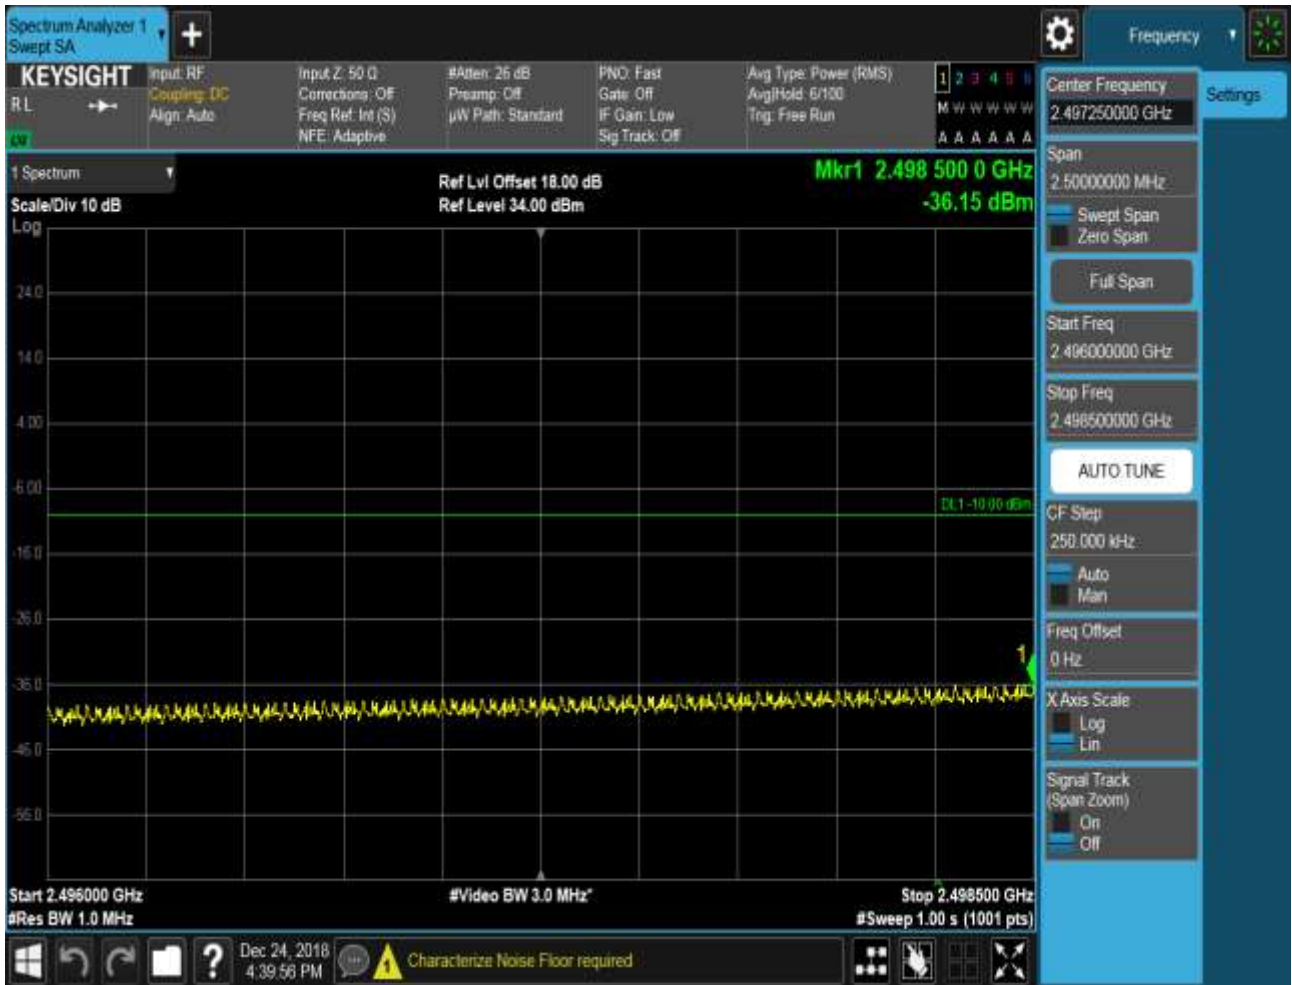 Spectrum Analyzer 1
Swept SA
+
Frequency
KEYSIGHT
R L
Input: RF
Coupling: DC
Align: Auto
Input Z: 50 Ω
Corrections: Off
Freq Ref: Int (S)
NFE: Adaptive
#Atten: 26 dB
Preamp: Off
µW Path: Standard
PNO: Fast
Gate: Off
IF Gain: Low
Sig Track: Off
Avg Type: Power (RMS)
Avg|Hold: 6/100
Trig: Free Run
1 2 3 4 5 6
M W W W W W
A A A A A A
Center Frequency
2.497250000 GHz
Settings
Span
2.50000000 MHz
Swept Span
Zero Span
Full Span
Start Freq
2.496000000 GHz
Stop Freq
2.498500000 GHz
AUTO TUNE
CF Step
250.000 kHz
Auto
Man
Freq Offset
0 Hz
X Axis Scale
Log
Lin
Signal Track
(Span Zoom)
On
Off
1 Spectrum
Scale/Div 10 dB
Log
Ref Lvl Offset 18.00 dB
Ref Level 34.00 dBm
Mkr1 2.498 500 0 GHz
-36.15 dBm
24.0
14.0
4.00
-6.00
DL1 -10.00 dBm
-16.0
-26.0
1
-36.0
-46.0
-56.0
Start 2.496000 GHz
#Video BW 3.0 MHz*
Stop 2.498500 GHz
#Res BW 1.0 MHz
#Sweep 1.00 s (1001 pts)
?
Dec 24, 2018
4:39:56 PM
1
Characterize Noise Floor required